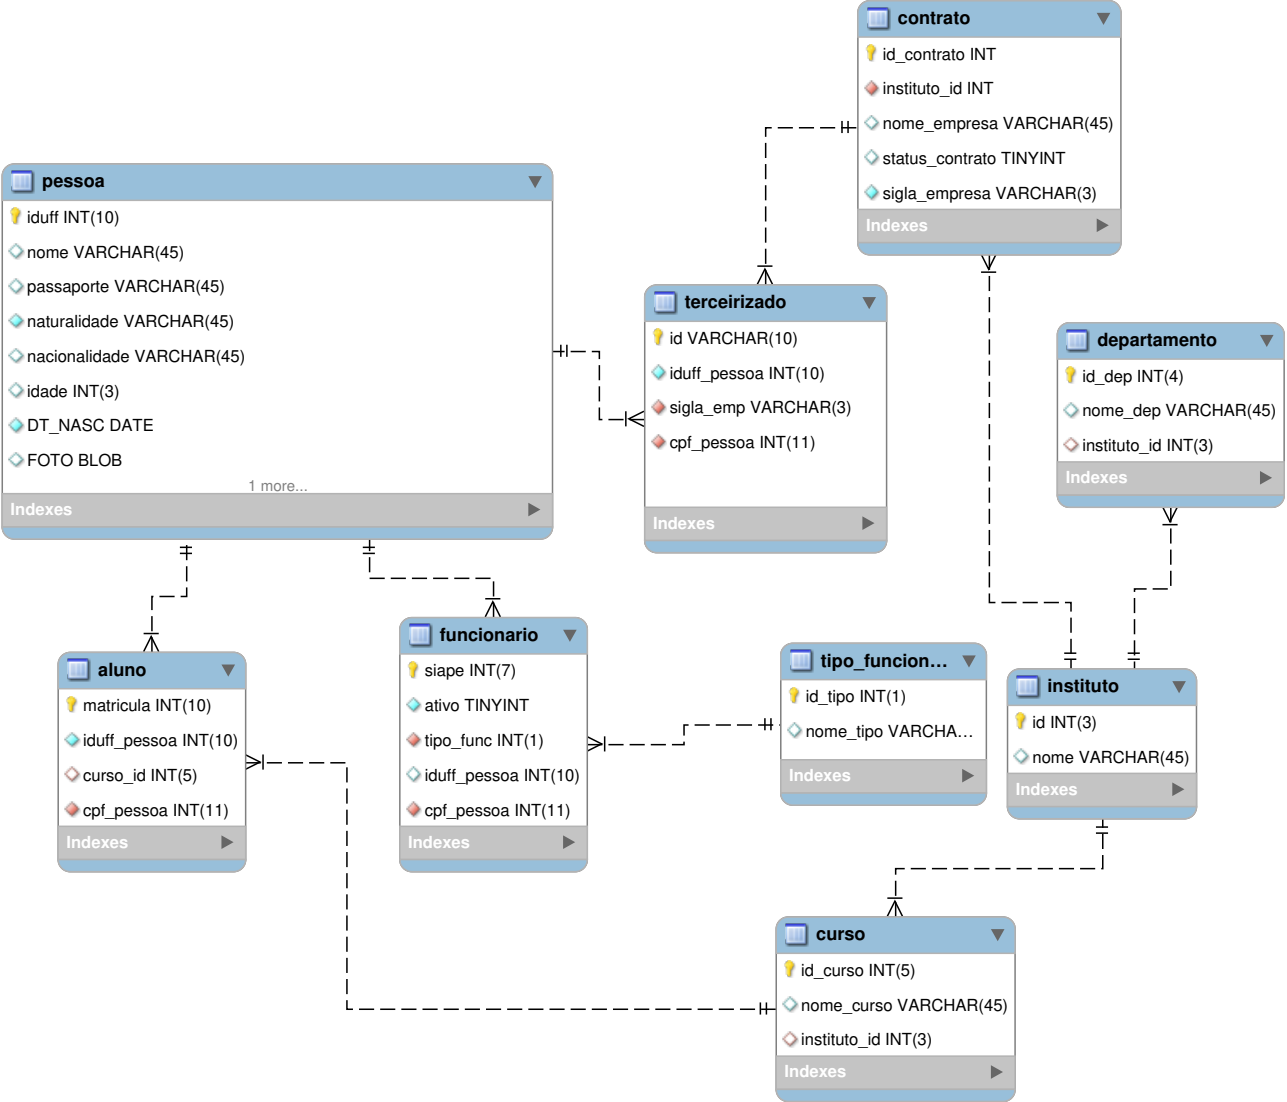 contrato
id_contrato INT
instituto_id INT
nome_empresa VARCHAR(45)
status_contrato TINYINT
sigla_empresa VARCHAR(3)
Indexes
pessoa
iduff INT(10)
nome VARCHAR(45)
passaporte VARCHAR(45)
naturalidade VARCHAR(45)
nacionalidade VARCHAR(45)
idade INT(3)
DT_NASC DATE
FOTO BLOB
1 more...
Indexes
terceirizado
id VARCHAR(10)
iduff_pessoa INT(10)
sigla_emp VARCHAR(3)
cpf_pessoa INT(11)
Indexes
departamento
id_dep INT(4)
nome_dep VARCHAR(45)
instituto_id INT(3)
Indexes
aluno
matricula INT(10)
iduff_pessoa INT(10)
curso_id INT(5)
cpf_pessoa INT(11)
Indexes
funcionario
siape INT(7)
ativo TINYINT
tipo_func INT(1)
iduff_pessoa INT(10)
cpf_pessoa INT(11)
Indexes
tipo_funcion...
id_tipo INT(1)
nome_tipo VARCHA...
Indexes
instituto
id INT(3)
nome VARCHAR(45)
Indexes
curso
id_curso INT(5)
nome_curso VARCHAR(45)
instituto_id INT(3)
Indexes